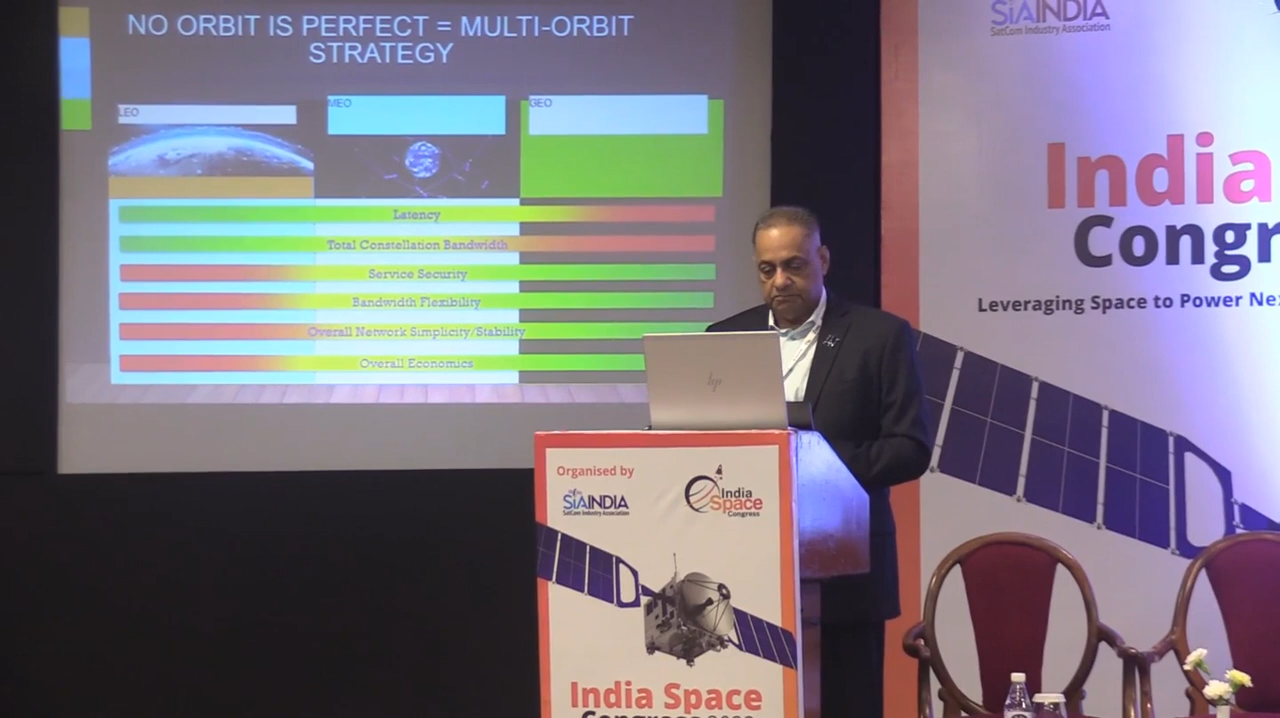 NO ORBIT IS PERFECT = MULTI-ORBIT
STRATEGY
LEO
MEO
GEO
Latency
Total Constellation Bandwidth
Service Security
Bandwidth Flexibility
Overall Network Simplicity/Stability
Overall Economics
SIAINDIA
SatCom Industry Association
India
Congr
Leveraging Space to Power Ne
hp
Organised by
SIAINDIA
SatCom Industry Association
India
Space
Congress
India Space